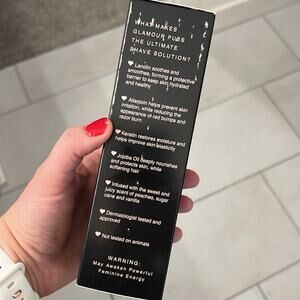 WHAT MAKES
GLAMOUR PUSS
THE ULTIMATE
SHAVE SOLUTION?
♥ Lanolin soothes and
smoothes, forming a protective
barrier to keep skin hydrated
and healthy
♥ Allantoin helps prevent skin
irritation, while reducing the
appearance of red bumps and
razor burn
♥ Keratin restores moisture and
helps improve skin elasticity
♥ Jojoba Oil deeply nourishes
and protects skin, while
softening hair
♥ Infused with the sweet and
juicy scent of peaches, sugar
cane and vanilla
♥ Dermatologist tested and
approved
♥ Not tested on animals
WARNING:
May Awaken Powerful
Feminine Energy